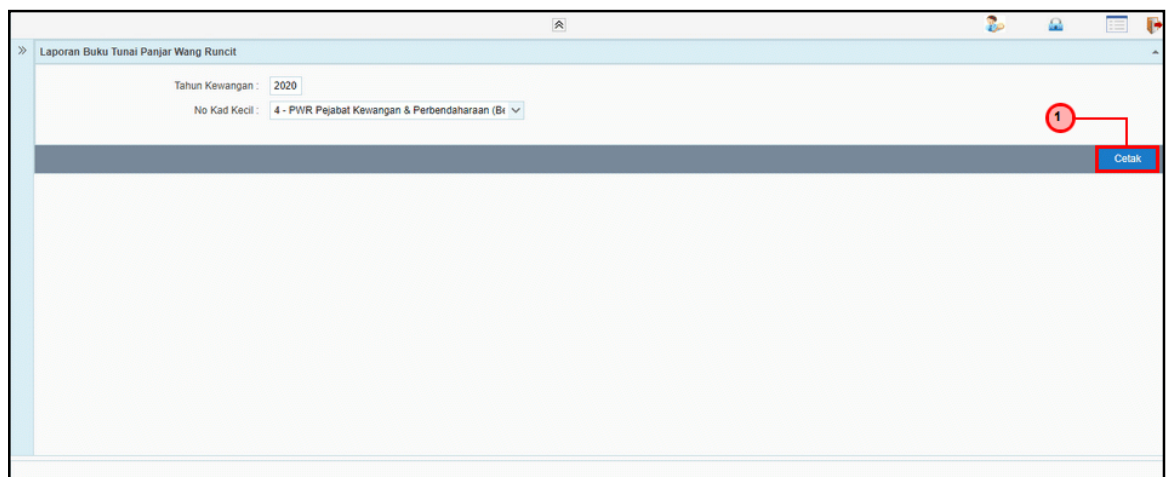 Laporan Buku Tunai Panjar Wang Runcit
Tahun Kewangan : 2020
No Kad Kecil : 4 - PWR Pejabat Kewangan & Perbendaharaan (Be
1
Cetak